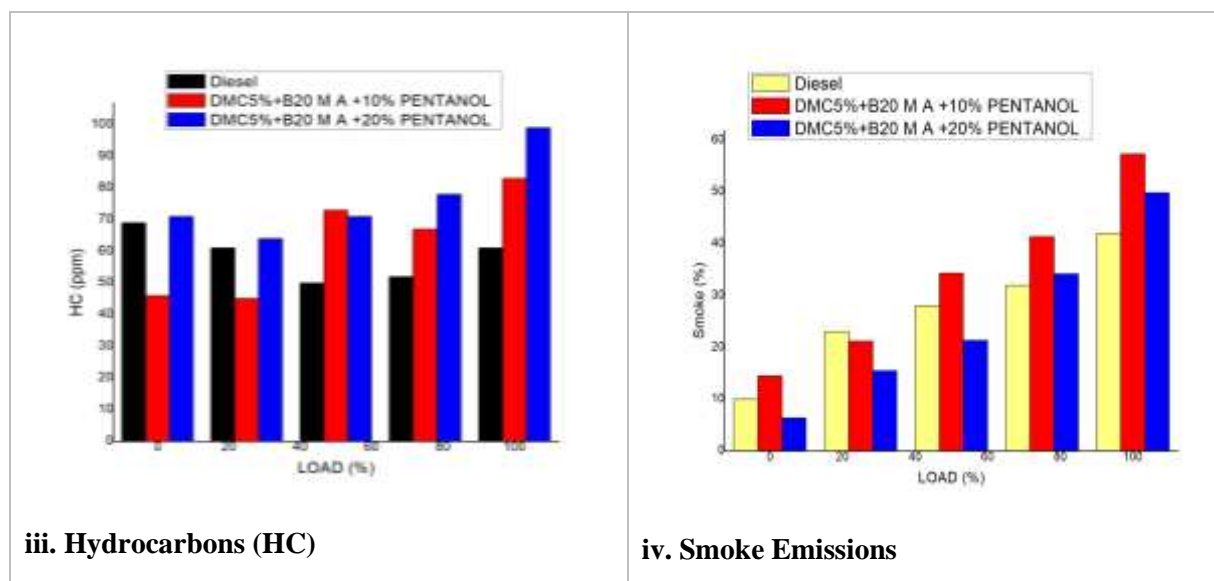 Diesel
DMC5%+B20 M A +10% PENTANOL
DMC5%+B20 M A +20% PENTANOL
100
90
80
70
60
50
40
30
20
10
0
HC (ppm)
0 20 40 60 80 100
LOAD (%)
iii. Hydrocarbons (HC)
Diesel
DMC5%+B20 M A +10% PENTANOL
DMC5%+B20 M A +20% PENTANOL
60
50
40
30
20
10
0
Smoke (%)
0 20 40 60 80 100
LOAD (%)
iv. Smoke Emissions